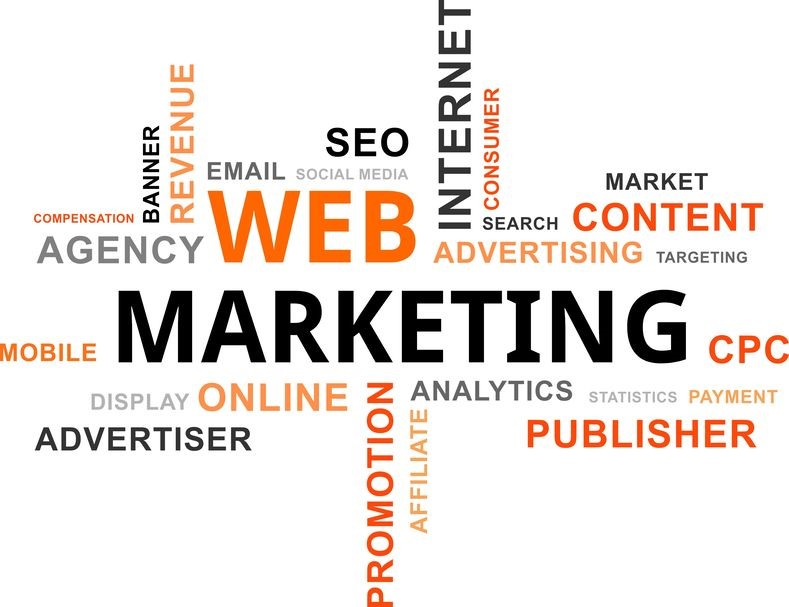 INTERNET
REVENUE
CONSUMER
BANNER
SEO
EMAIL
SOCIAL MEDIA
MARKET
COMPENSATION
WEB
SEARCH
CONTENT
AGENCY
ADVERTISING
TARGETING
MARKETING
MOBILE
CPC
DISPLAY
ONLINE
ANALYTICS
STATISTICS
PAYMENT
PROMOTION
AFFILIATE
ADVERTISER
PUBLISHER